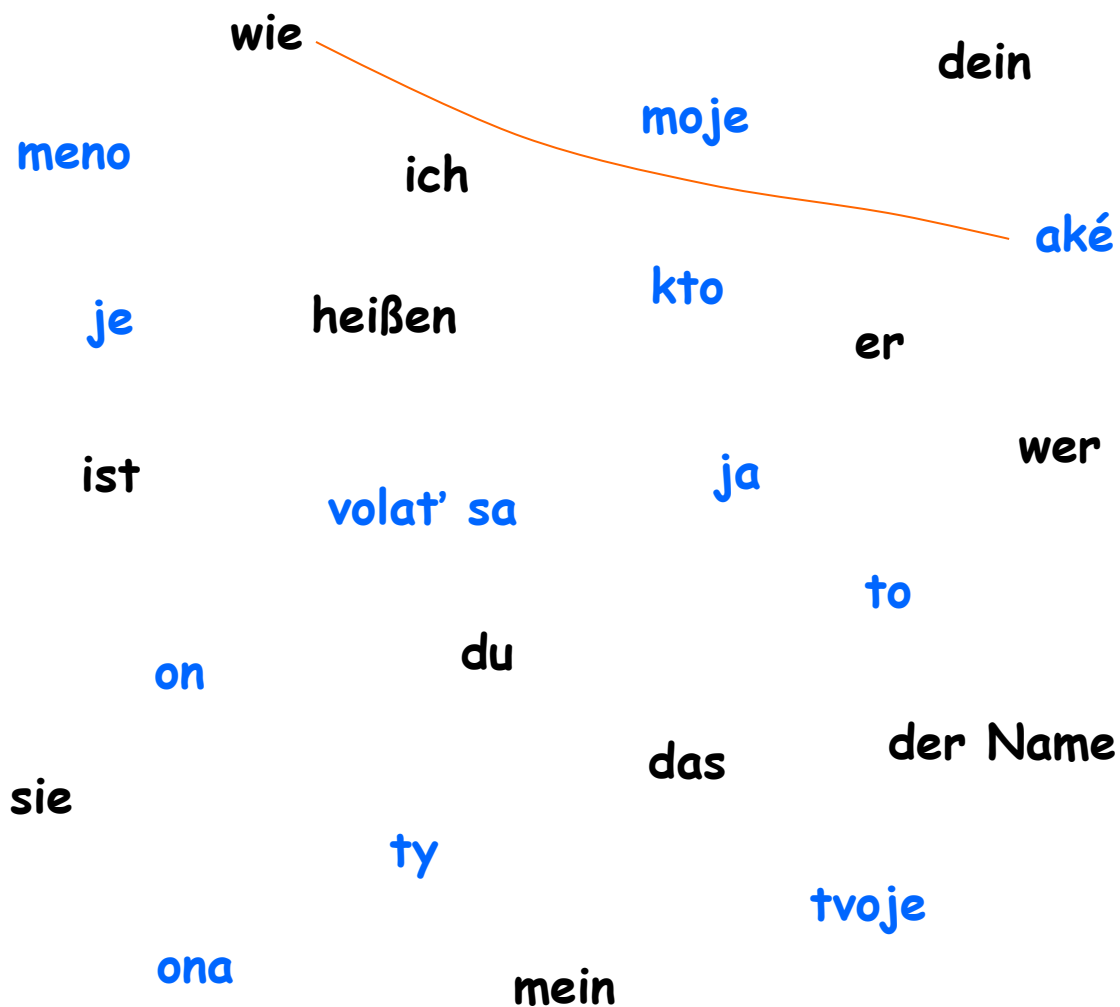 wie
dein
moje
meno
ich
aké
kto
je
heißen
er
wer
ist
ja
volať sa
to
du
on
der Name
das
sie
ty
tvoje
ona
mein